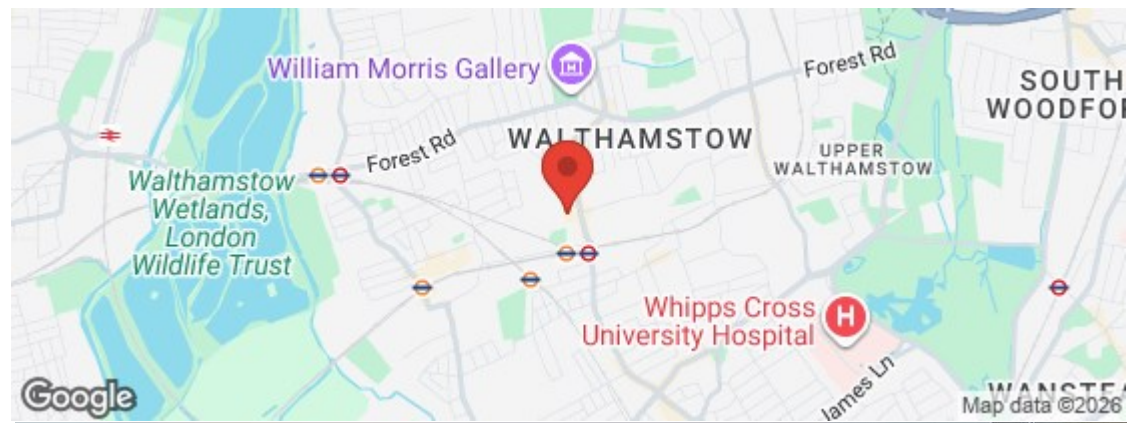 William Morris Gallery
Forest Rd
SOUTH
WOODFO
WALTHAMSTOW
Forest Rd
UPPER
WALTHAMSTOW
Walthamstow
Wetlands,
London
Wildlife Trust
Whipps Cross
University Hospital
H
James Ln
WANSTEA
Google
Map data ©2026